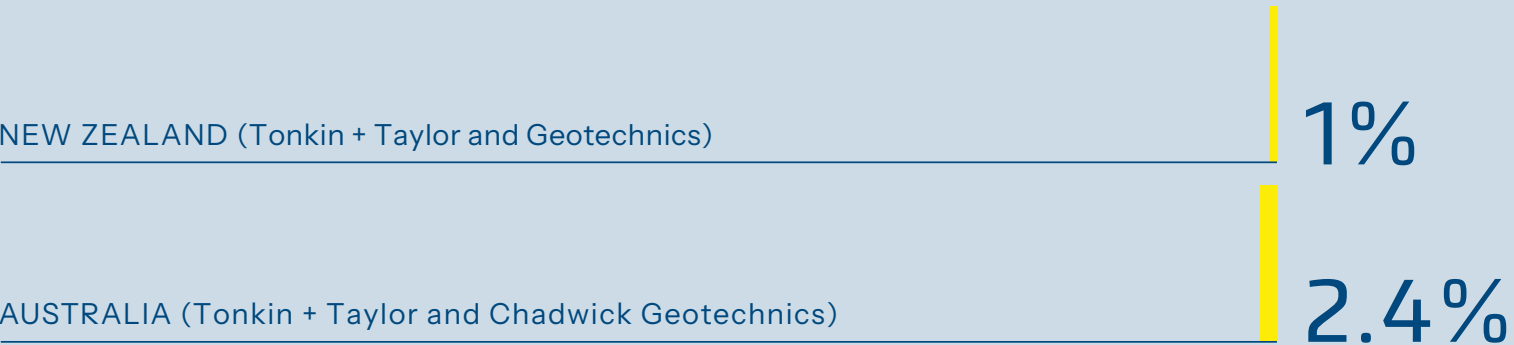 NEW ZEALAND (Tonkin + Taylor and Geotechnics)
1%
AUSTRALIA (Tonkin + Taylor and Chadwick Geotechnics)
2.4%